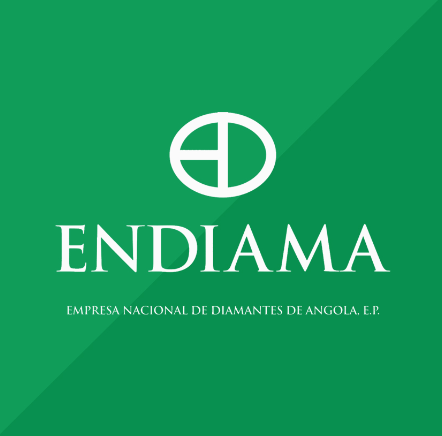 ENDIAMA
EMPRESA NACIONAL DE DIAMANTES DE ANGOLA, E.P.